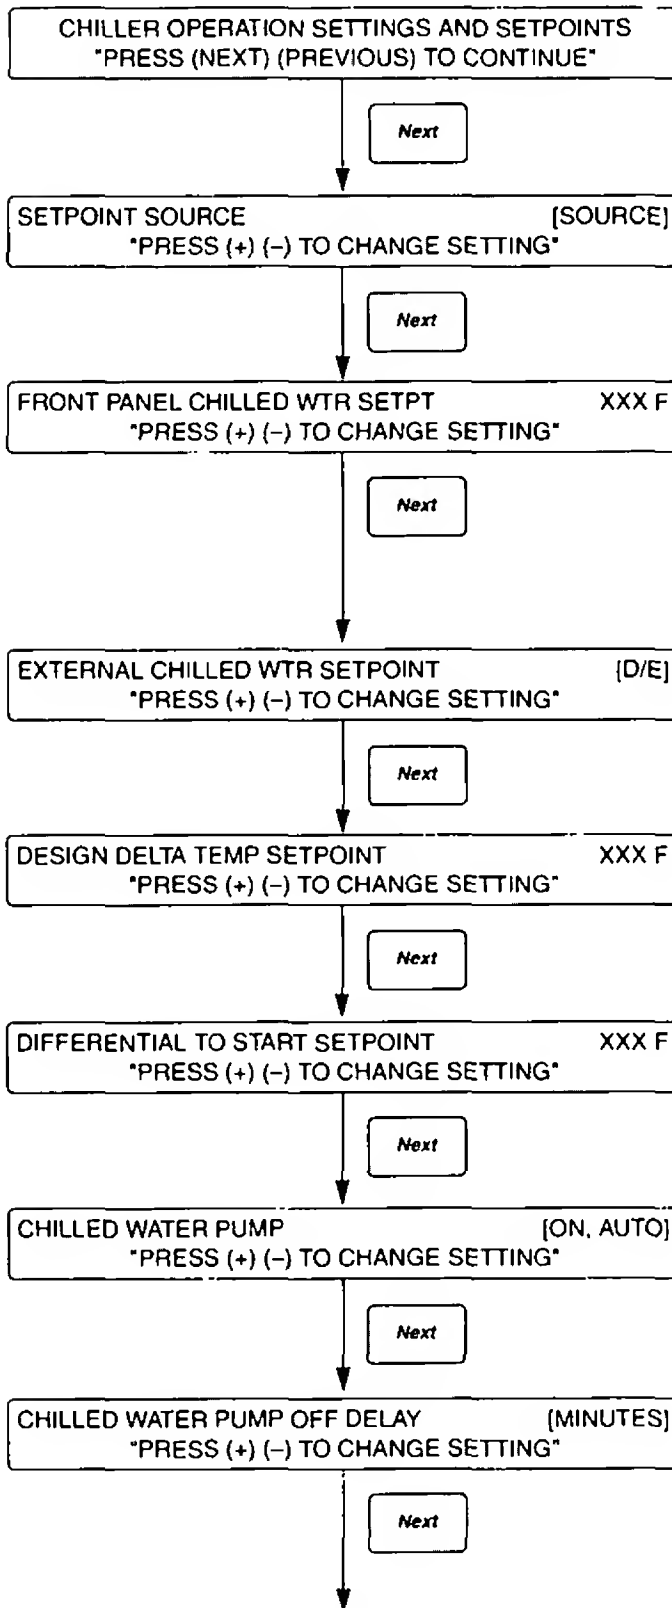 CHILLER OPERATION SETTINGS AND SETPOINTS
"PRESS (NEXT) (PREVIOUS) TO CONTINUE"
Next
SETPOINT SOURCE [SOURCE]
"PRESS (+) (–) TO CHANGE SETTING"
Next
FRONT PANEL CHILLED WTR SETPT XXX F
"PRESS (+) (–) TO CHANGE SETTING"
Next
EXTERNAL CHILLED WTR SETPOINT [D/E]
"PRESS (+) (–) TO CHANGE SETTING"
Next
DESIGN DELTA TEMP SETPOINT XXX F
"PRESS (+) (–) TO CHANGE SETTING"
Next
DIFFERENTIAL TO START SETPOINT XXX F
"PRESS (+) (–) TO CHANGE SETTING"
Next
CHILLED WATER PUMP [ON, AUTO]
"PRESS (+) (–) TO CHANGE SETTING"
Next
CHILLED WATER PUMP OFF DELAY [MINUTES]
"PRESS (+) (–) TO CHANGE SETTING"
Next